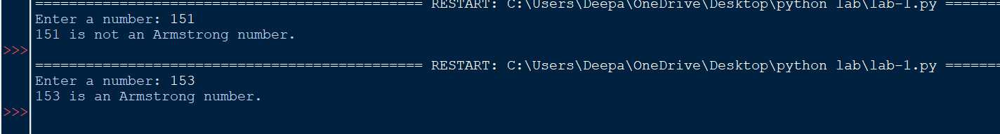 ============================================== RESTART: C:\Users\Deepa\OneDrive\Desktop\python lab\lab-1.py =======
Enter a number: 151
151 is not an Armstrong number.
>>>
============================================== RESTART: C:\Users\Deepa\OneDrive\Desktop\python lab\lab-1.py =======
Enter a number: 153
153 is an Armstrong number.
>>>